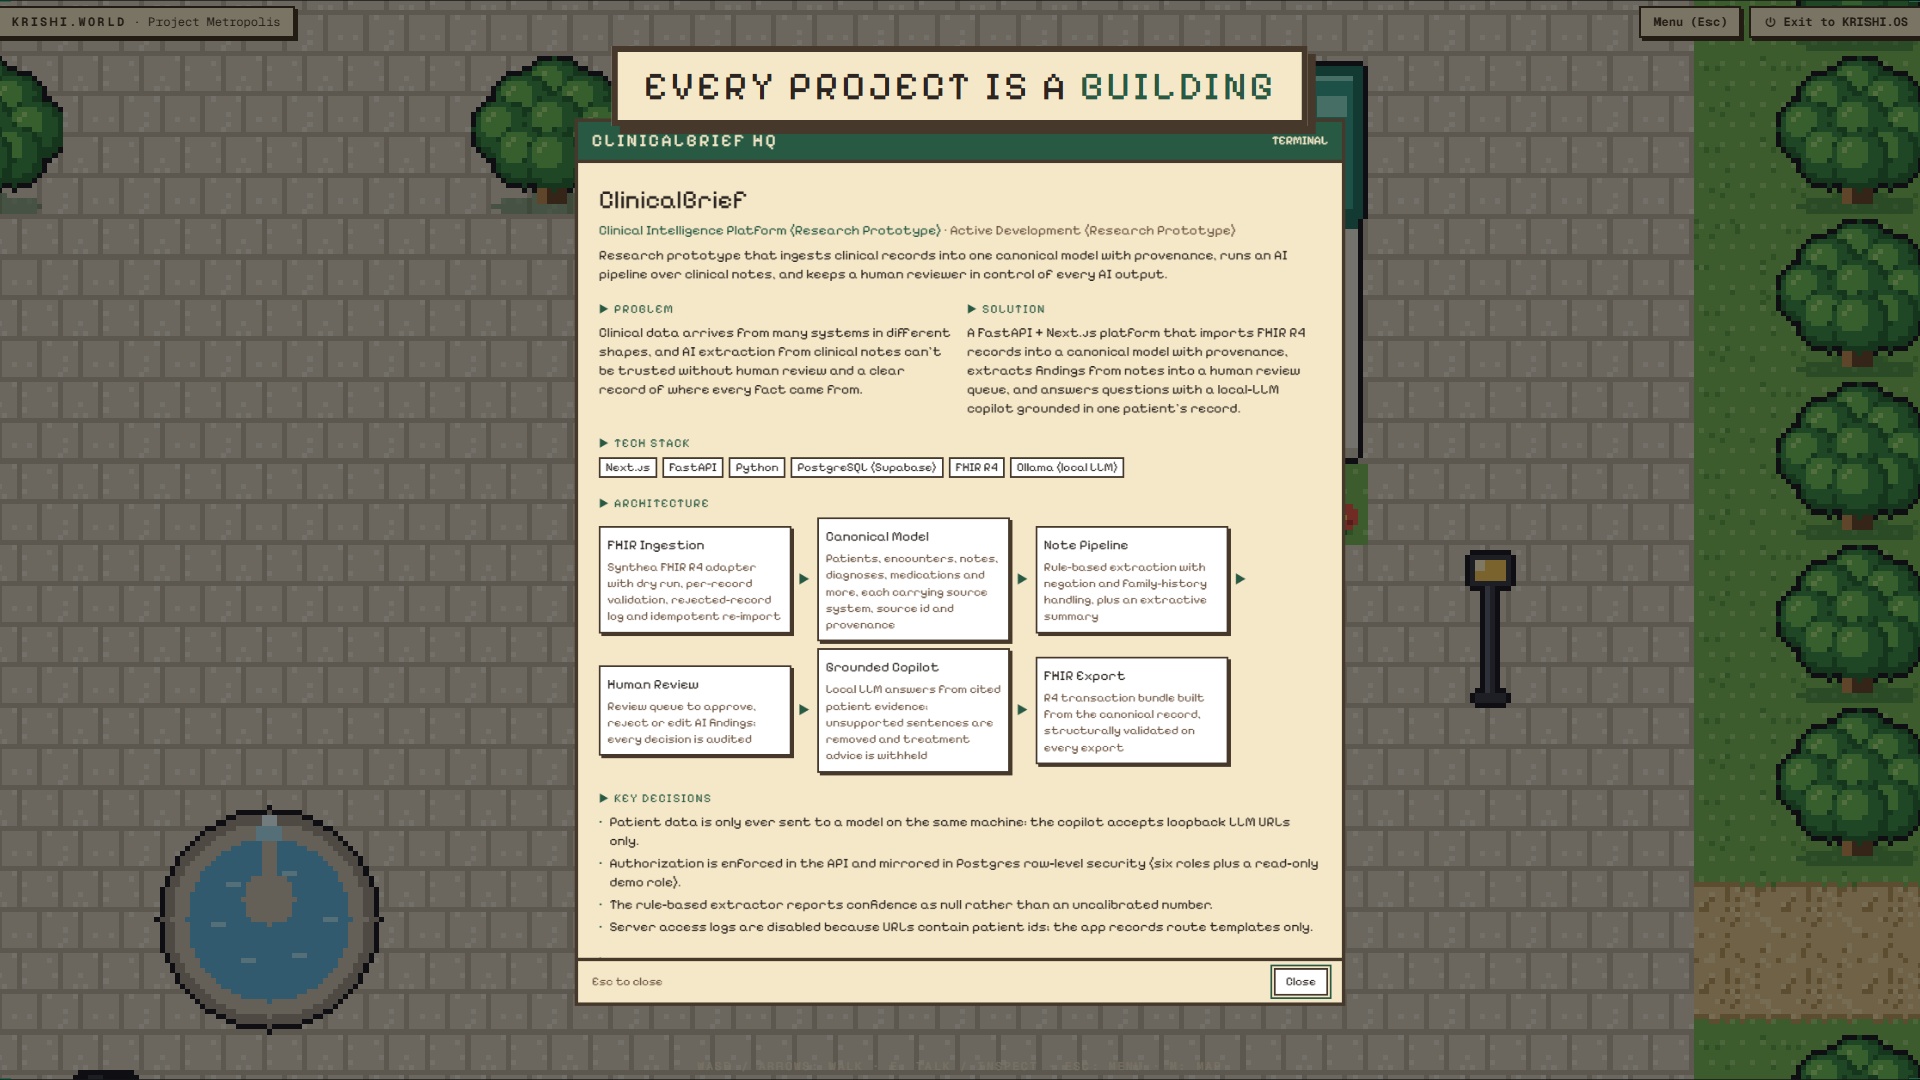 KRISHI.WORLD · Project Metropolis
Menu (Esc)
Exit to KRISHI.OS
EVERY PROJECT IS A BUILDING
CLINICALBRIEF HQ
TERMINAL
ClinicalBrief
Clinical Intelligence Platform (Research Prototype) · Active Development (Research Prototype)
Research prototype that ingests clinical records into one canonical model with provenance, runs an AI
pipeline over clinical notes, and keeps a human reviewer in control of every AI output.
▶ PROBLEM
Clinical data arrives from many systems in different
shapes, and AI extraction from clinical notes can't
be trusted without human review and a clear
record of where every fact came from.
▶ SOLUTION
A FastAPI + Next.js platform that imports FHIR R4
records into a canonical model with provenance,
extracts findings from notes into a human review
queue, and answers questions with a local-LLM
copilot grounded in one patient's record.
▶ TECH STACK
Next.js
FastAPI
Python
PostgreSQL (Supabase)
FHIR R4
Ollama (local LLM)
▶ ARCHITECTURE
FHIR Ingestion
Synthea FHIR R4 adapter
with dry run, per-record
validation, rejected-record
log and idempotent re-import
Canonical Model
Patients, encounters, notes,
diagnoses, medications and
more, each carrying source
system, source id and
provenance
Note Pipeline
Rule-based extraction with
negation and family-history
handling, plus an extractive
summary
Human Review
Review queue to approve,
reject or edit AI findings;
every decision is audited
Grounded Copilot
Local LLM answers from cited
patient evidence;
unsupported sentences are
removed and treatment
advice is withheld
FHIR Export
R4 transaction bundle built
from the canonical record,
structurally validated on
every export
▶ KEY DECISIONS
· Patient data is only ever sent to a model on the same machine: the copilot accepts loopback LLM URLs
only.
· Authorization is enforced in the API and mirrored in Postgres row-level security (six roles plus a read-only
demo role).
· The rule-based extractor reports confidence as null rather than an uncalibrated number.
· Server access logs are disabled because URLs contain patient ids; the app records route templates only.
Esc to close
Close